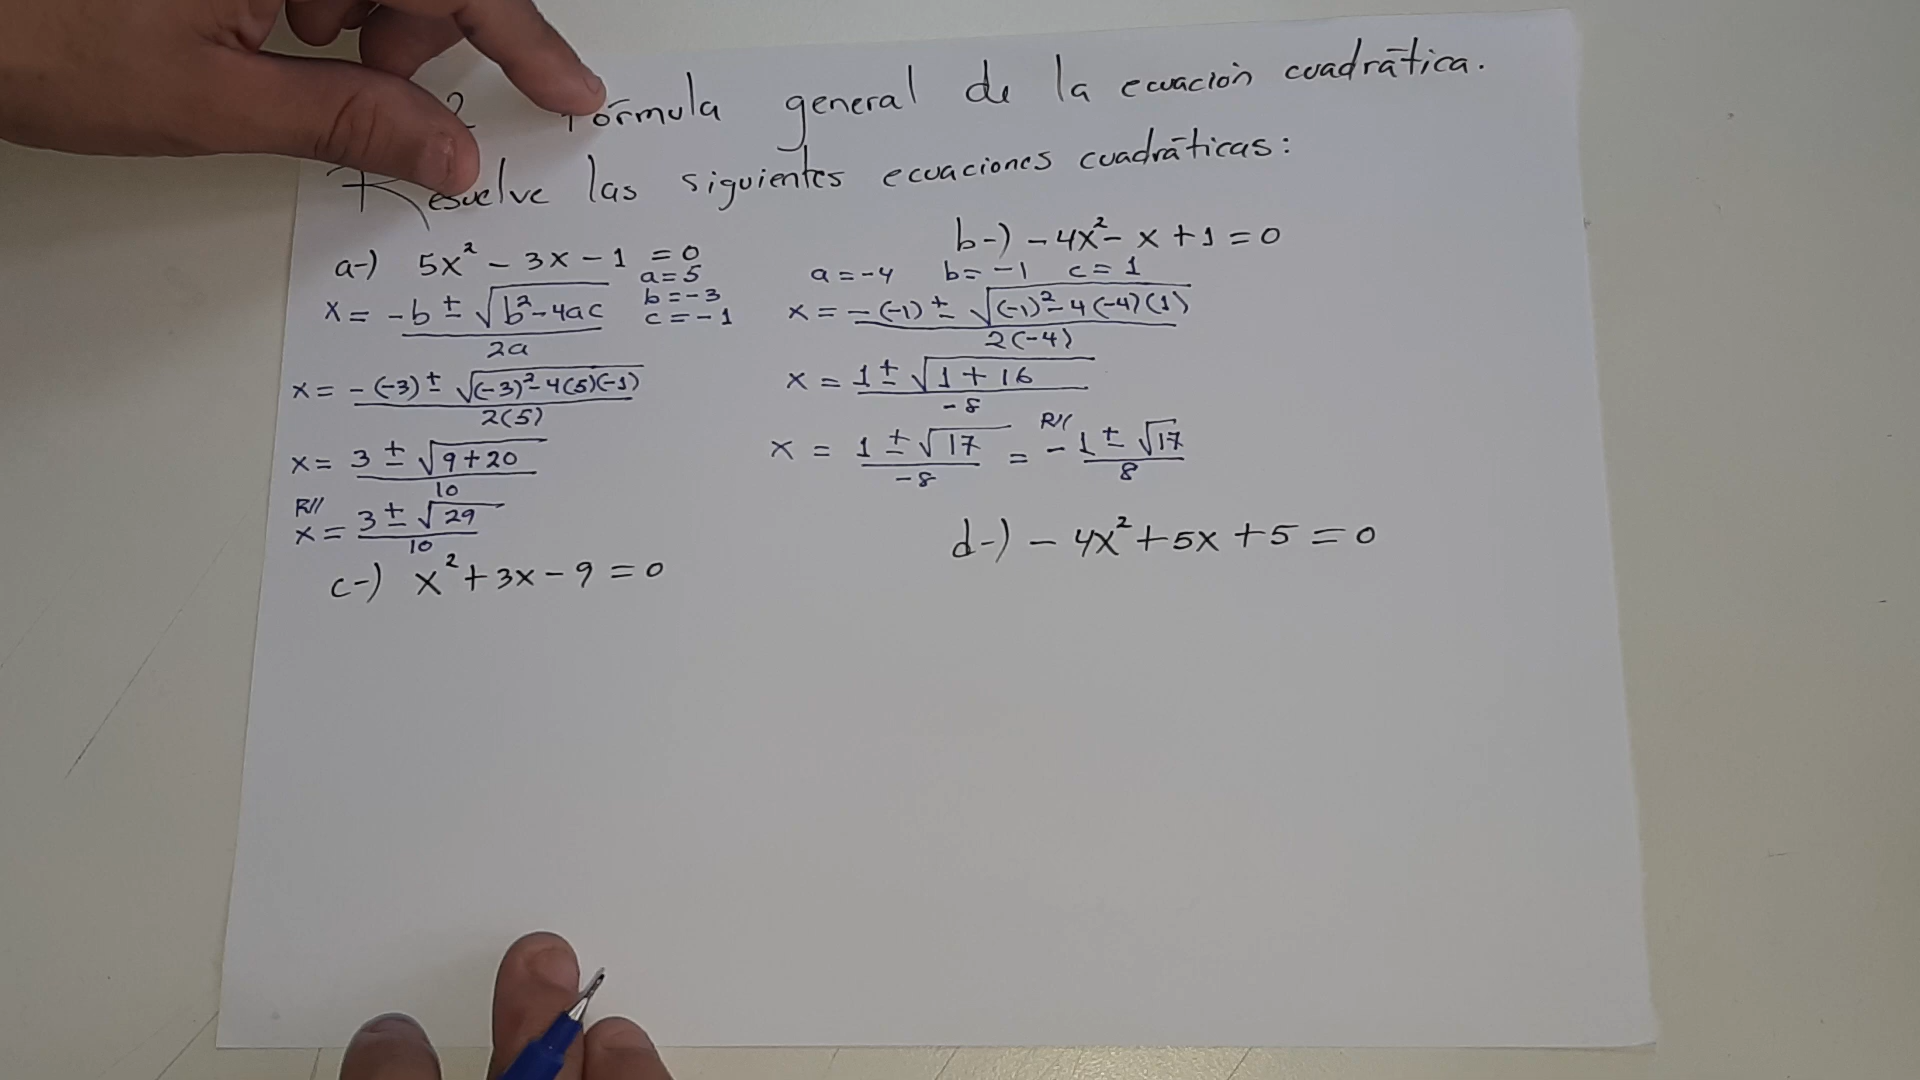 2 Fórmula general de la ecuación cuadrática.
Resuelve las siguientes ecuaciones cuadráticas:
a-) 5x² - 3x - 1 = 0
a = 5
x = -b ± √(b² - 4ac) / 2a
b = -3
c = -1
x = -(-3) ± √((-3)² - 4(5)(-1)) / 2(5)
x = 3 ± √(9 + 20) / 10
R//
x = 3 ± √29 / 10
b-) -4x² - x + 1 = 0
a = -4 b = -1 c = 1
x = -(-1) ± √((-1)² - 4(-4)(1)) / 2(-4)
x = 1 ± √(1 + 16) / -8
R//
x = 1 ± √17 / -8 = - 1 ± √17 / 8
c-) x² + 3x - 9 = 0
d-) -4x² + 5x + 5 = 0